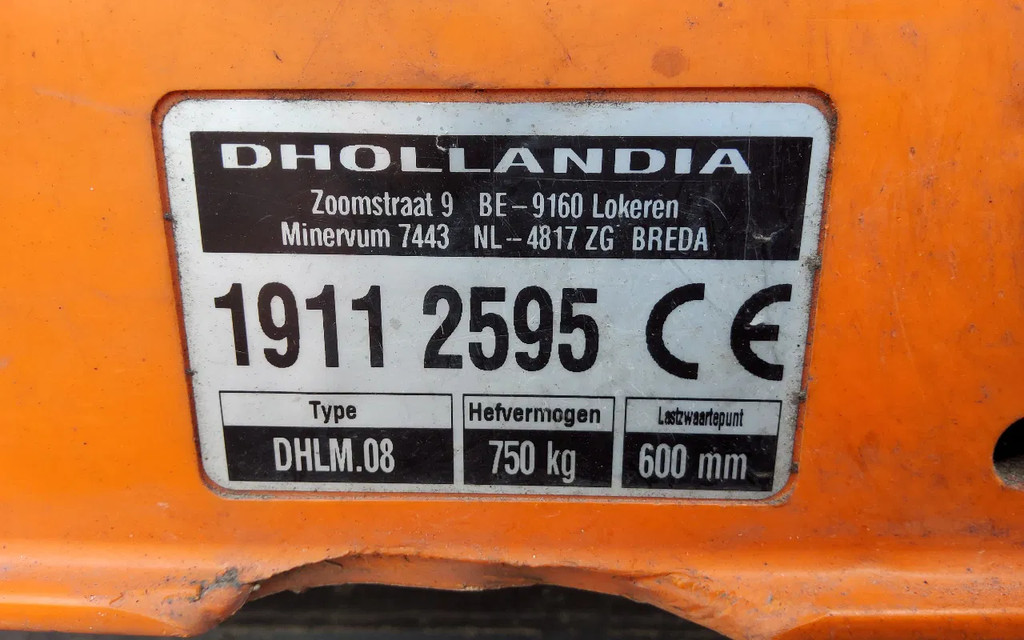 DHOLLANDIA
Zoomstraat 9 BE-9160 Lokeren
Minervum 7443 NL-4817 ZG BREDA
1911 2595 CE
Type Hefvermogen Lastzwaartepunt
DHLM.08 750 kg 600 mm